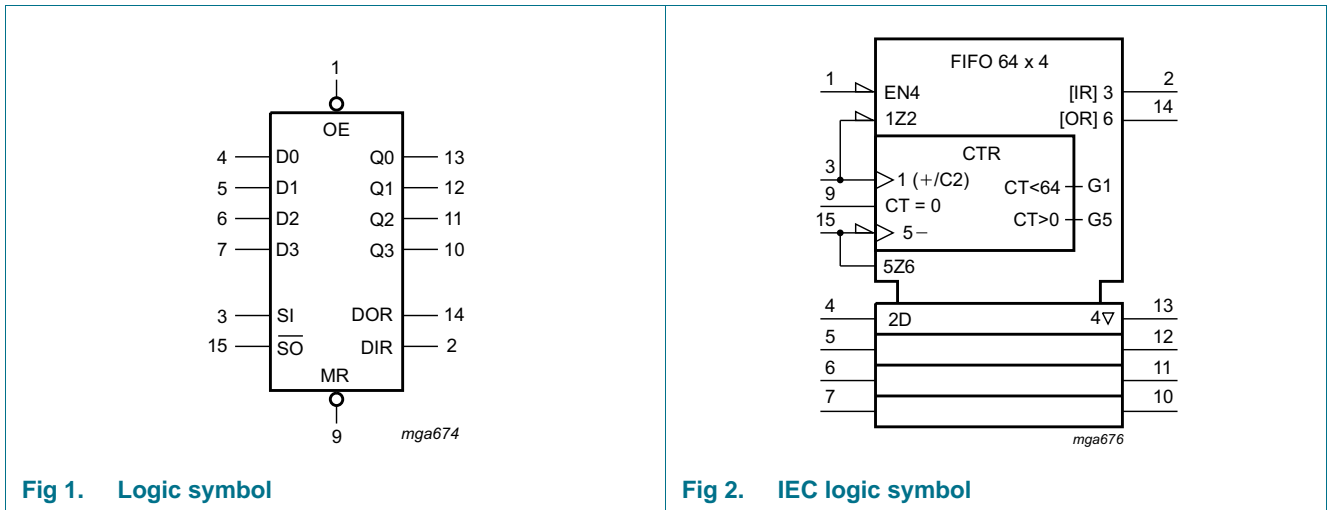 1
OE
4 D0 Q0 13
5 D1 Q1 12
6 D2 Q2 11
7 D3 Q3 10
3 SI DOR 14
15 SO DIR 2
MR
9 mga674
Fig 1. Logic symbol
FIFO 64 x 4
1 EN4 [IR] 3 2
1Z2 [OR] 6 14
CTR
3 1 (+/C2) CT<64 G1
9 CT = 0
15 5− CT>0 G5
5Z6
4 2D 4▽ 13
5 12
6 11
7 10
mga676
Fig 2. IEC logic symbol